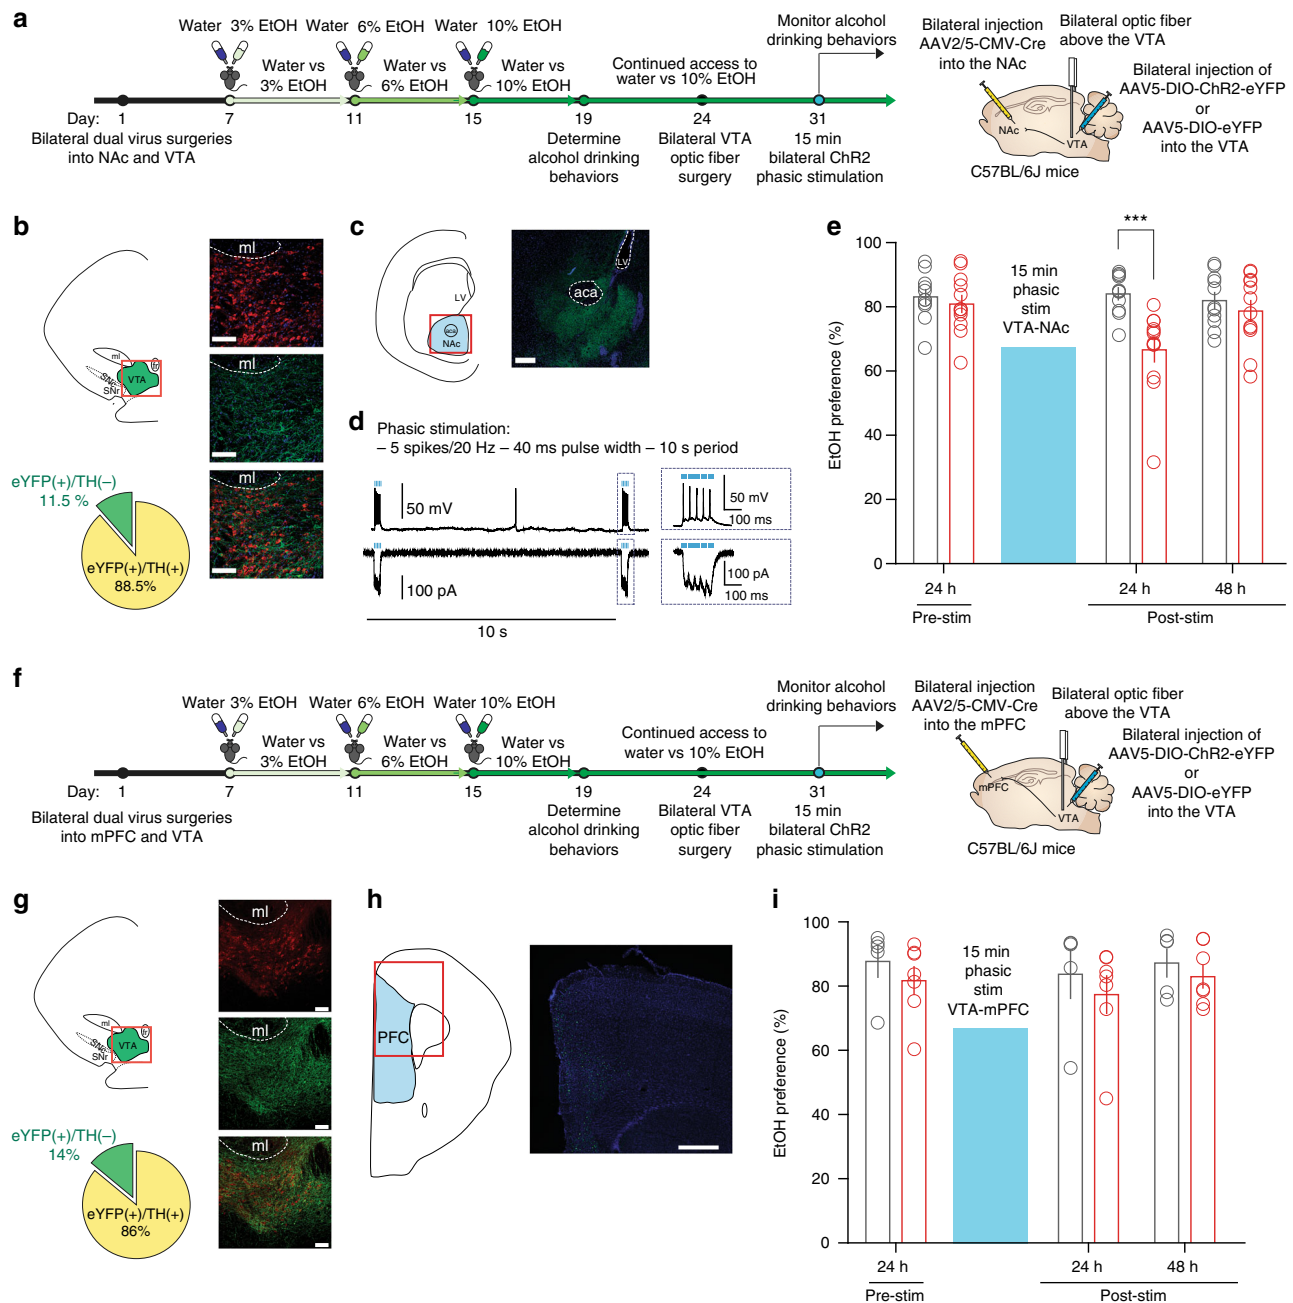 a
Water 3% EtOH
Water 6% EtOH
Water 10% EtOH
Water vs
3% EtOH
Water vs
6% EtOH
Water vs
10% EtOH
Continued access to
water vs 10% EtOH
Monitor alcohol
drinking behaviors
Day: 1 7 11 15 19 24 31
Bilateral dual virus surgeries
into NAc and VTA
Determine
alcohol drinking
behaviors
Bilateral VTA
optic fiber
surgery
15 min
bilateral ChR2
phasic stimulation
Bilateral injection
AAV2/5-CMV-Cre
into the NAc
Bilateral optic fiber
above the VTA
Bilateral injection of
AAV5-DIO-ChR2-eYFP
or
AAV5-DIO-eYFP
into the VTA
NAc
VTA
C57BL/6J mice
b
ml
fr
VTA
SNc
SNr
ml
ml
ml
eYFP(+)/TH(–)
11.5 %
eYFP(+)/TH(+)
88.5%
c
LV
aca
NAc
LV
aca
d
Phasic stimulation:
– 5 spikes/20 Hz – 40 ms pulse width – 10 s period
50 mV
50 mV
100 ms
100 pA
100 pA
100 ms
10 s
e
EtOH preference (%)
100
80
60
40
20
0
15 min
phasic
stim
VTA-NAc
***
24 h
24 h
48 h
Pre-stim
Post-stim
f
Water 3% EtOH
Water 6% EtOH
Water 10% EtOH
Water vs
3% EtOH
Water vs
6% EtOH
Water vs
10% EtOH
Continued access to
water vs 10% EtOH
Monitor alcohol
drinking behaviors
Day: 1 7 11 15 19 24 31
Bilateral dual virus surgeries
into mPFC and VTA
Determine
alcohol drinking
behaviors
Bilateral VTA
optic fiber
surgery
15 min
bilateral ChR2
phasic stimulation
Bilateral injection
AAV2/5-CMV-Cre
into the mPFC
Bilateral optic fiber
above the VTA
Bilateral injection of
AAV5-DIO-ChR2-eYFP
or
AAV5-DIO-eYFP
into the VTA
mPFC
VTA
C57BL/6J mice
g
ml
fr
VTA
SNc
SNr
ml
ml
ml
eYFP(+)/TH(–)
14%
eYFP(+)/TH(+)
86%
h
PFC
i
EtOH preference (%)
100
80
60
40
20
0
15 min
phasic
stim
VTA-mPFC
24 h
24 h
48 h
Pre-stim
Post-stim